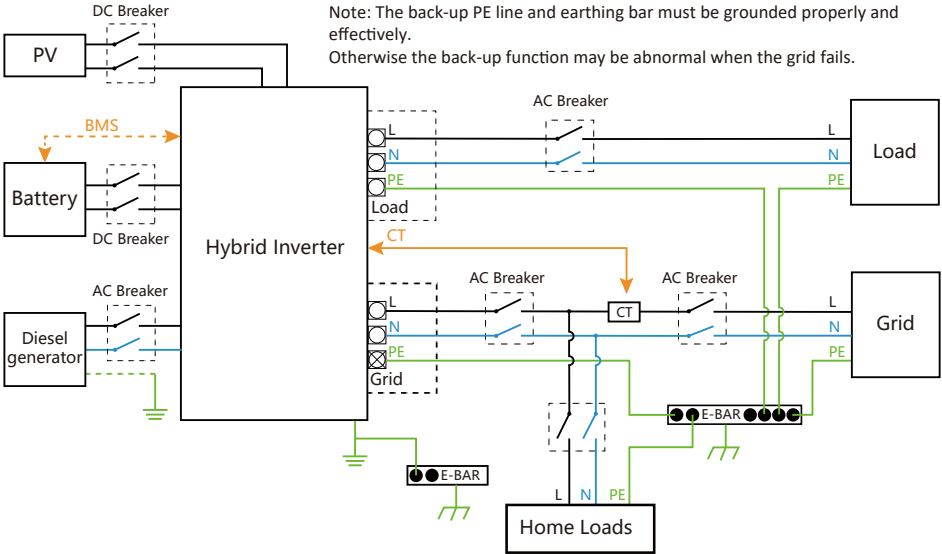 Note: The back-up PE line and earthing bar must be grounded properly and
effectively.
Otherwise the back-up function may be abnormal when the grid fails.
DC Breaker
PV
AC Breaker
BMS
L
L
N
N
Load
PE
PE
Battery
Load
DC Breaker
CT
Hybrid Inverter
AC Breaker
AC Breaker
AC Breaker
L
CT
L
N
N
Grid
Diesel
generator
PE
PE
Grid
E-BAR
E-BAR
L
N
PE
Home Loads